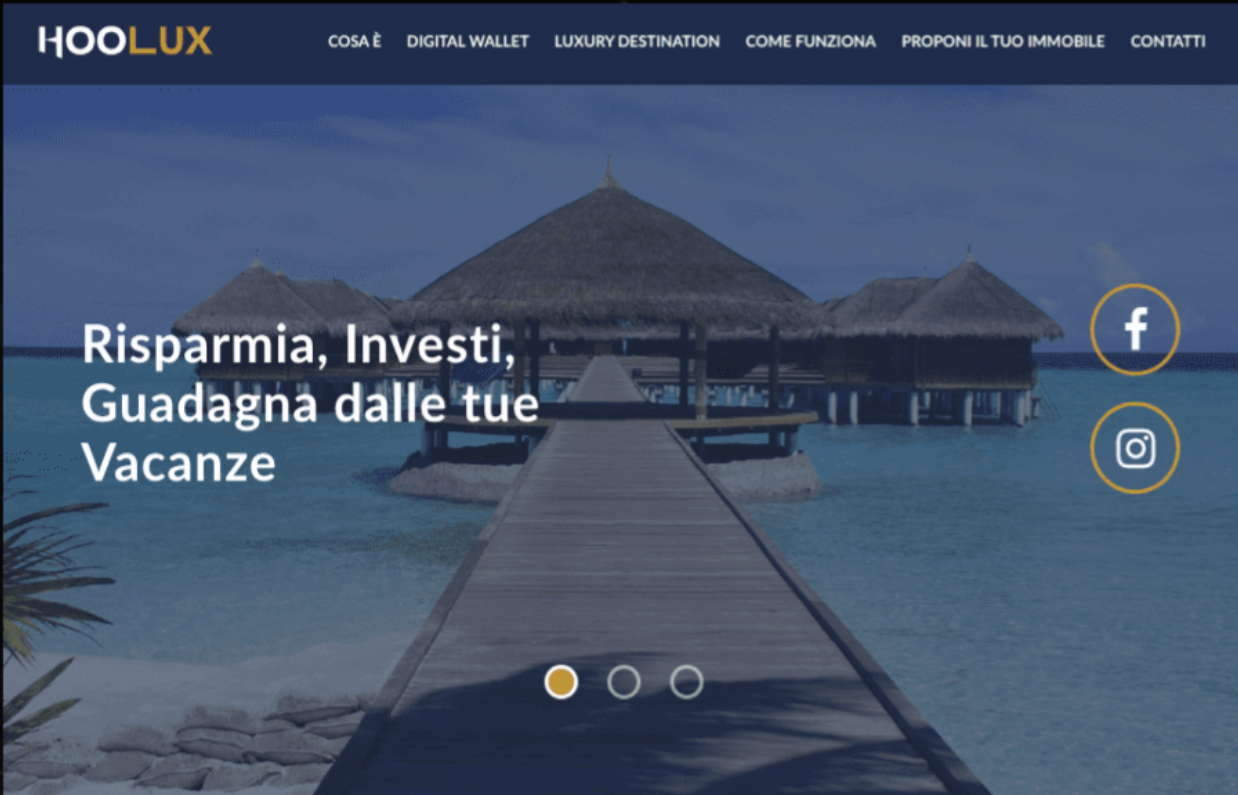 HOOLUX
COSA È DIGITAL WALLET LUXURY DESTINATION COME FUNZIONA PROPONI IL TUO IMMOBILE CONTATTI
Risparmia, Investi,
Guadagna dalle tue
Vacanze